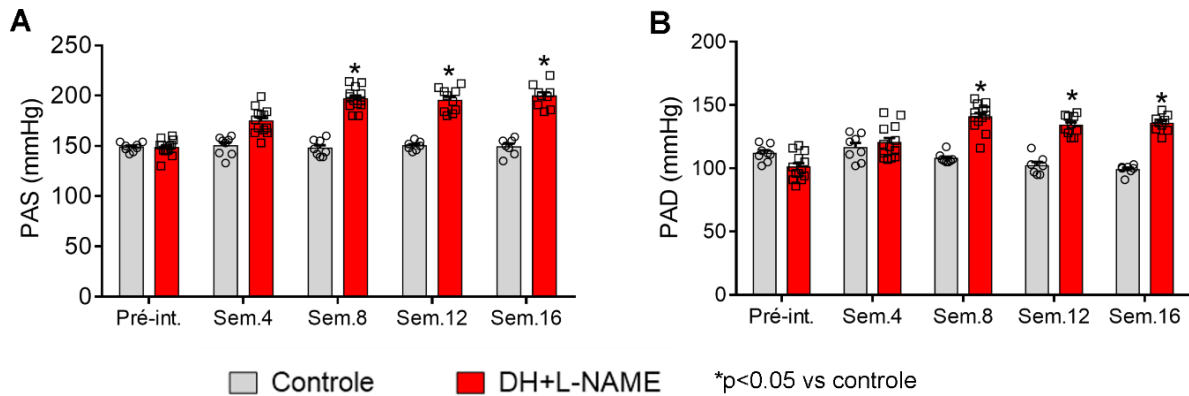 A
PAS (mmHg)
250
200
150
100
50
0
*
*
*
Pré-int.
Sem.4
Sem.8
Sem.12
Sem.16
B
PAD (mmHg)
200
150
100
50
0
*
*
*
Pré-int.
Sem.4
Sem.8
Sem.12
Sem.16
Controle
DH+L-NAME
*p<0.05 vs controle